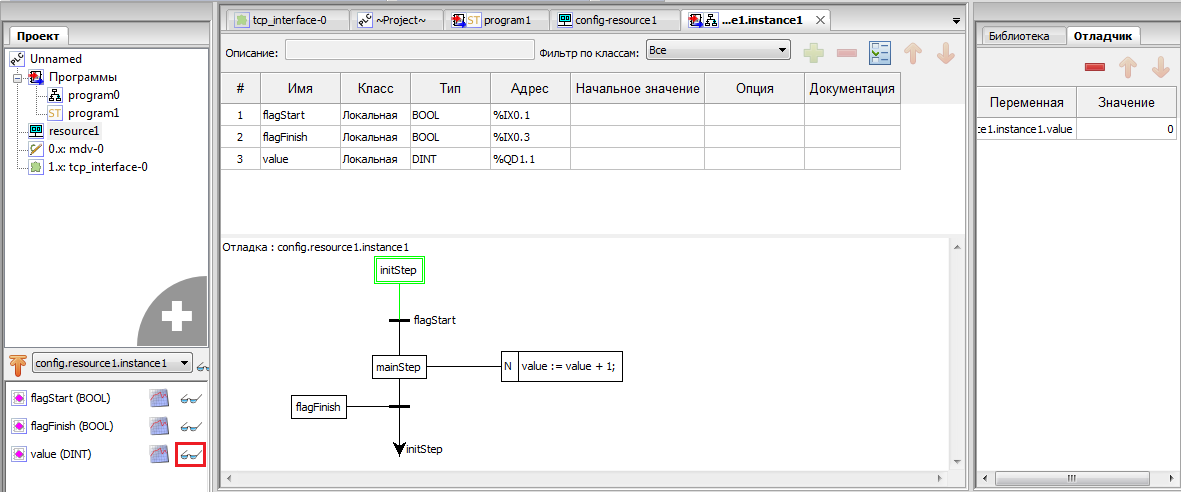 Проект
Unnamed
Программы
program0
program1
resource1
0.x: mdv-0
1.x: tcp_interface-0
config.resource1.instance1
flagStart (BOOL)
flagFinish (BOOL)
value (DINT)
tcp_interface-0
~Project~
ST program1
config-resource1
...e1.instance1
Описание:
Фильтр по классам: Все
# Имя Класс Тип Адрес Начальное значение Опция Документация
1 flagStart Локальная BOOL %IX0.1
2 flagFinish Локальная BOOL %IX0.3
3 value Локальная DINT %QD1.1
Отладка : config.resource1.instance1
initStep
flagStart
mainStep
N value := value + 1;
flagFinish
initStep
Библиотека Отладчик
Переменная Значение
e1.instance1.value 0